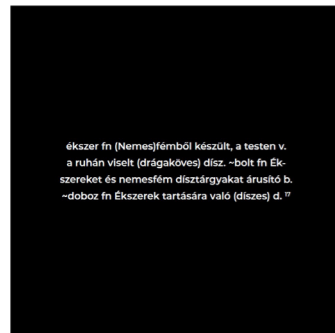 ékszer fn (Nemes)fémből készült, a testen v.
a ruhán viselt (drágaköves) dísz. ~bolt fn Ék-
szereket és nemesfém dísztárgyakat árusító b.
~doboz fn Ékszerek tartására való (díszes) d. 17